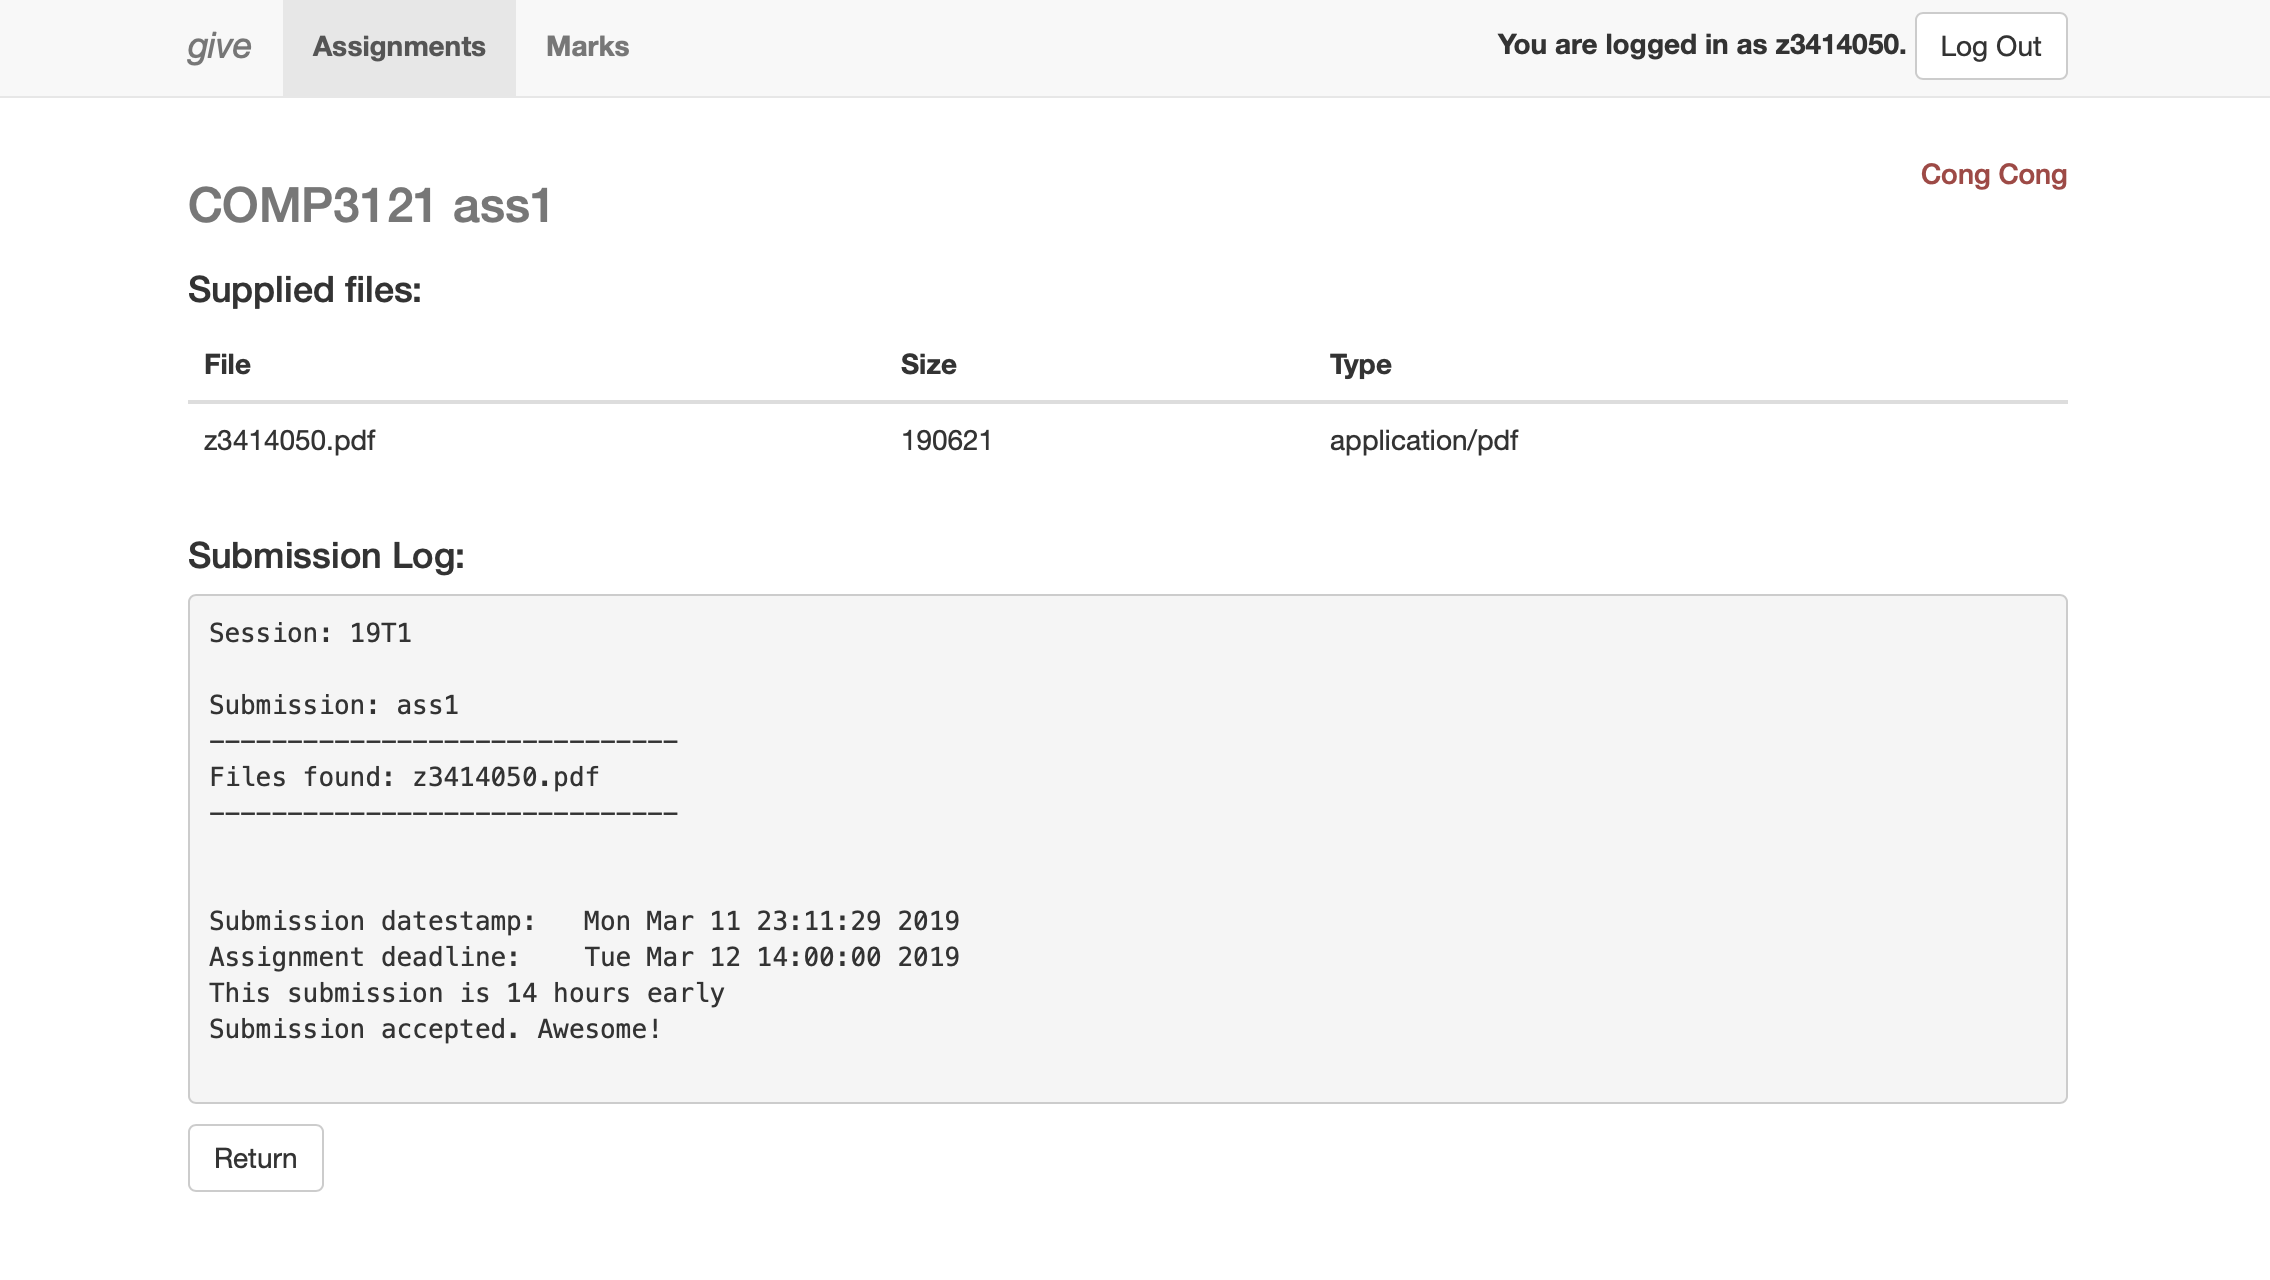 give Assignments Marks You are logged in as z3414050. Log Out
Cong Cong
COMP3121 ass1
Supplied files:
File Size Type
z3414050.pdf 190621 application/pdf
Submission Log:
Session: 19T1
Submission: ass1
------------------------------
Files found: z3414050.pdf
------------------------------
Submission datestamp:   Mon Mar 11 23:11:29 2019
Assignment deadline:    Tue Mar 12 14:00:00 2019
This submission is 14 hours early
Submission accepted. Awesome!
Return